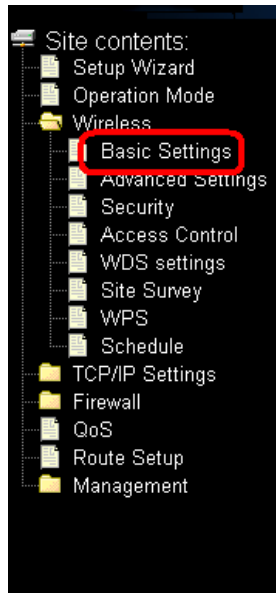 Site contents:
Setup Wizard
Operation Mode
Wireless
Basic Settings
Advanced Settings
Security
Access Control
WDS settings
Site Survey
WPS
Schedule
TCP/IP Settings
Firewall
QoS
Route Setup
Management